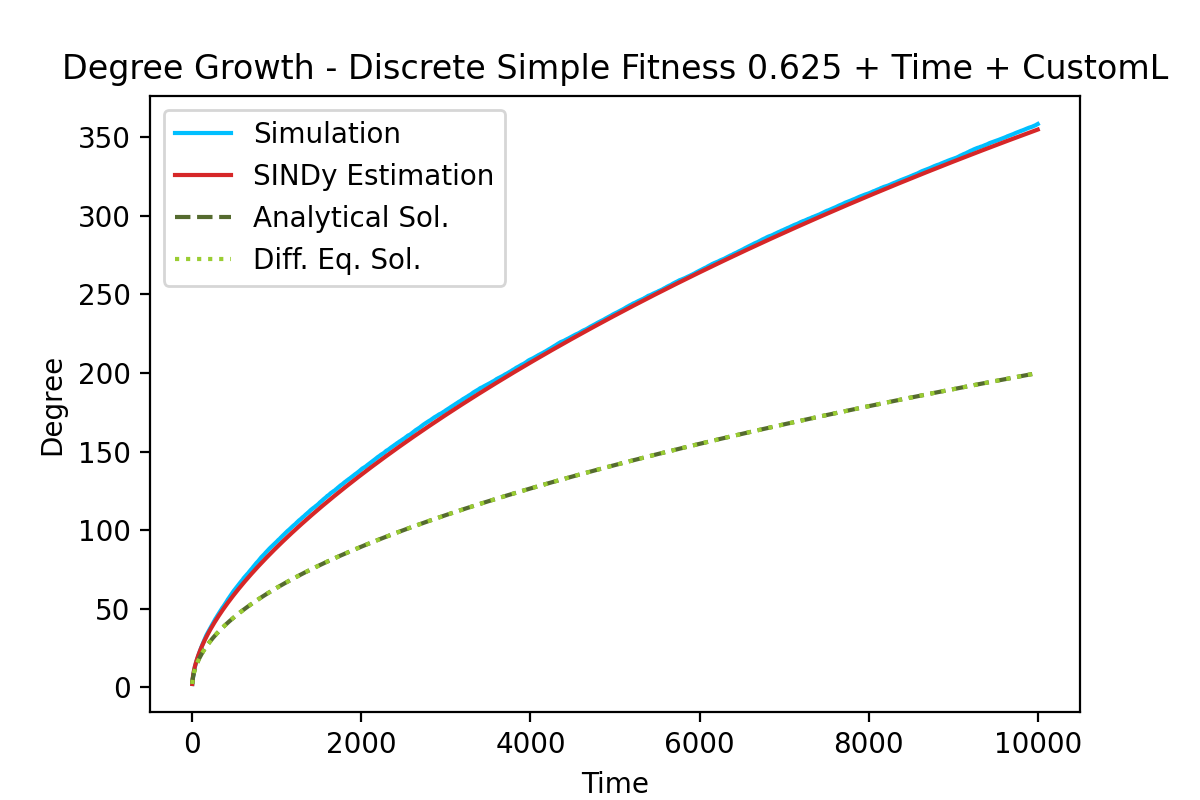 Degree Growth - Discrete Simple Fitness 0.625 + Time + CustomL
Simulation
SINDy Estimation
Analytical Sol.
Diff. Eq. Sol.
350
300
250
200
150
100
50
0
Degree
0 2000 4000 6000 8000 10000
Time